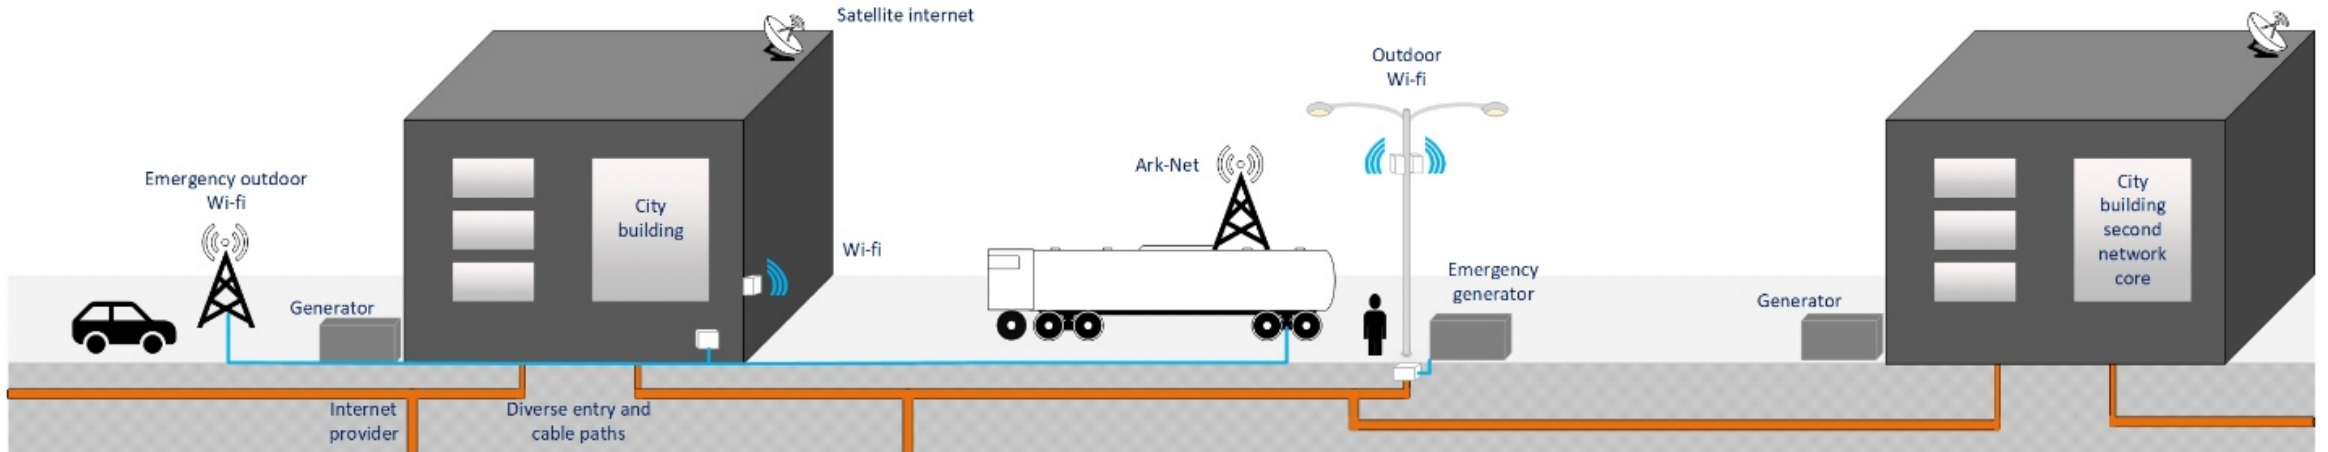 Satellite internet
Outdoor
Wi-fi
Ark-Net
Emergency outdoor
Wi-fi
City
building
City
building
second
network
core
Wi-fi
Generator
Emergency
generator
Generator
Internet
provider
Diverse entry and
cable paths